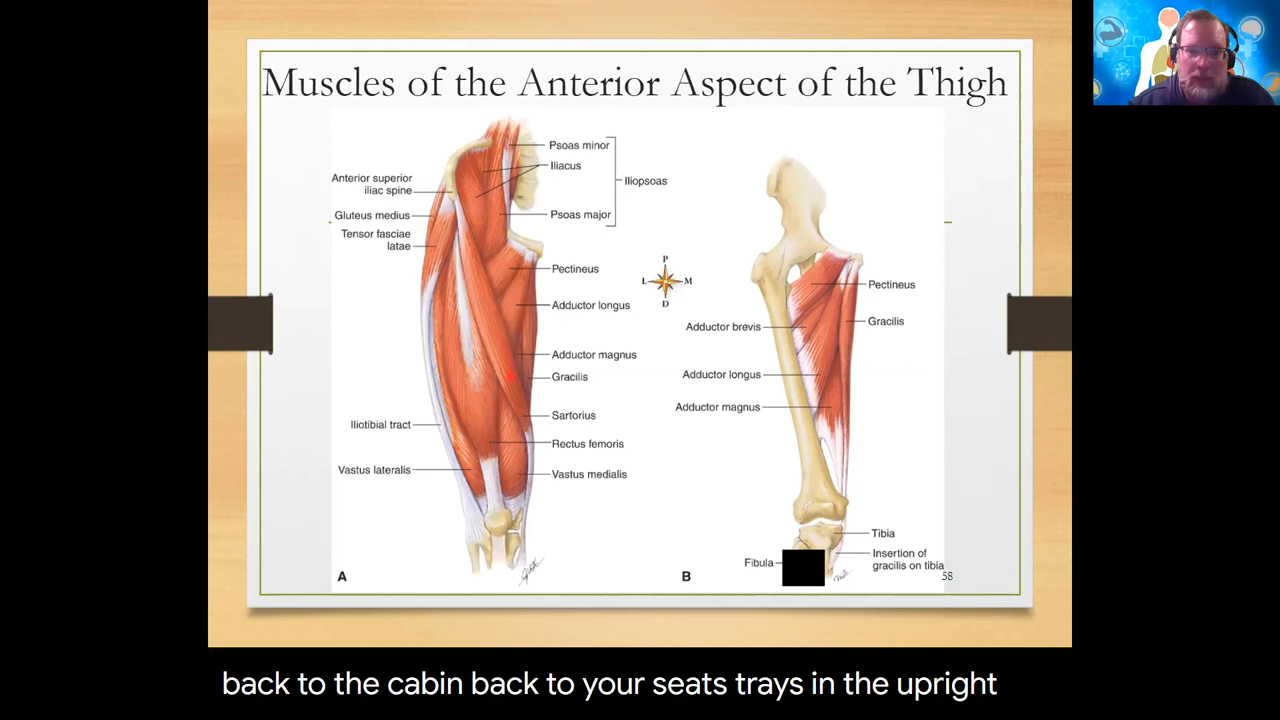 Muscles of the Anterior Aspect of the Thigh
Psoas minor
Iliacus
Iliopsoas
Psoas major
Anterior superior
iliac spine
Gluteus medius
Tensor fasciae
latae
Pectineus
Adductor longus
Adductor magnus
Gracilis
Sartorius
Iliotibial tract
Rectus femoris
Vastus lateralis
Vastus medialis
A
P
L
M
D
Pectineus
Gracilis
Adductor brevis
Adductor longus
Adductor magnus
Tibia
Insertion of
gracilis on tibia
Fibula
B
58
back to the cabin back to your seats trays in the upright